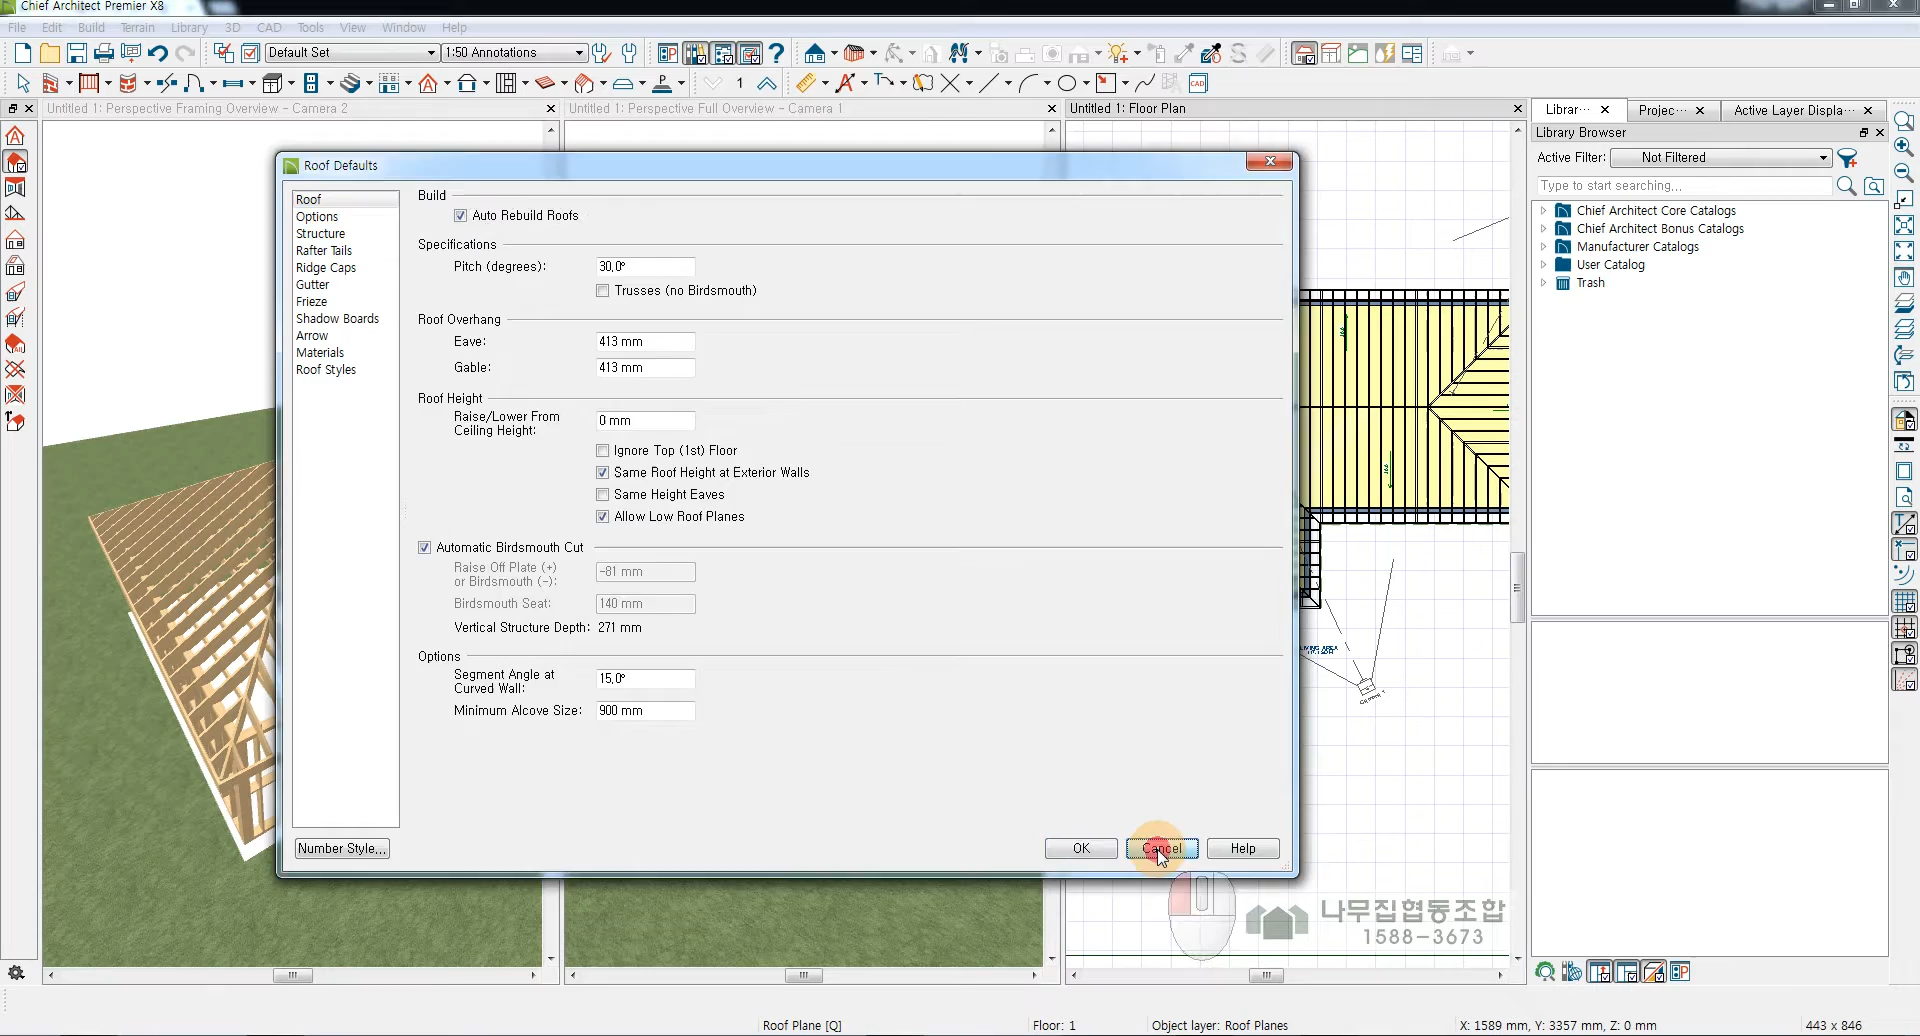 Chief Architect Premier X8
File Edit Build Terrain Library 3D CAD Tools View Window Help
Default Set 1:50 Annotations
1 CAD
Untitled 1: Perspective Framing Overview - Camera 2
Untitled 1: Perspective Full Overview - Camera 1
Untitled 1: Floor Plan
Librar··· Projec··· Active Layer Displa···
Library Browser
Active Filter: Not Filtered
Type to start searching...
Chief Architect Core Catalogs
Chief Architect Bonus Catalogs
Manufacturer Catalogs
User Catalog
Trash
Roof Defaults
Roof
Options
Structure
Rafter Tails
Ridge Caps
Gutter
Frieze
Shadow Boards
Arrow
Materials
Roof Styles
Build
Auto Rebuild Roofs
Specifications
Pitch (degrees): 30.0°
Trusses (no Birdsmouth)
Roof Overhang
Eave: 413 mm
Gable: 413 mm
Roof Height
Raise/Lower From
Ceiling Height: 0 mm
Ignore Top (1st) Floor
Same Roof Height at Exterior Walls
Same Height Eaves
Allow Low Roof Planes
Automatic Birdsmouth Cut
Raise Off Plate (+)
or Birdsmouth (-): -81 mm
Birdsmouth Seat: 140 mm
Vertical Structure Depth: 271 mm
Options
Segment Angle at
Curved Wall: 15.0°
Minimum Alcove Size: 900 mm
Number Style... OK Cancel Help
LIVING AREA
나무집협동조합
1588-3673
Roof Plane [Q] Floor: 1 Object layer: Roof Planes X: 1589 mm, Y: 3357 mm, Z: 0 mm 443 x 846